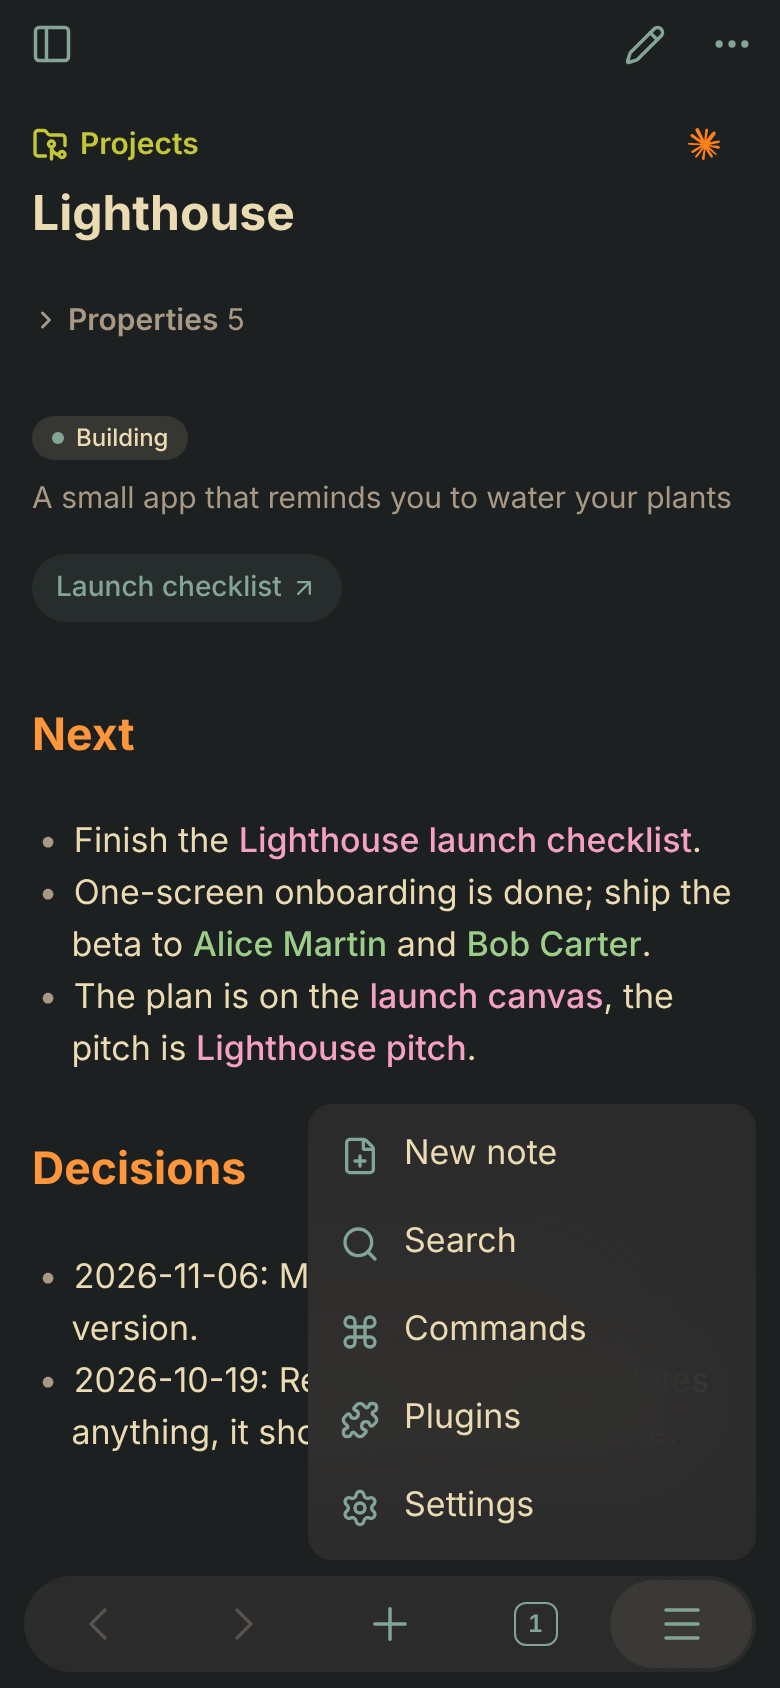 Projects
Lighthouse
Properties 5
Building
A small app that reminds you to water your plants
Launch checklist
Next
Finish the Lighthouse launch checklist.
One-screen onboarding is done; ship the
beta to Alice Martin and Bob Carter.
The plan is on the launch canvas, the
pitch is Lighthouse pitch.
Decisions
2026-11-06:
version.
2026-10-19:
anything, it
New note
Search
Commands
Plugins
Settings
1